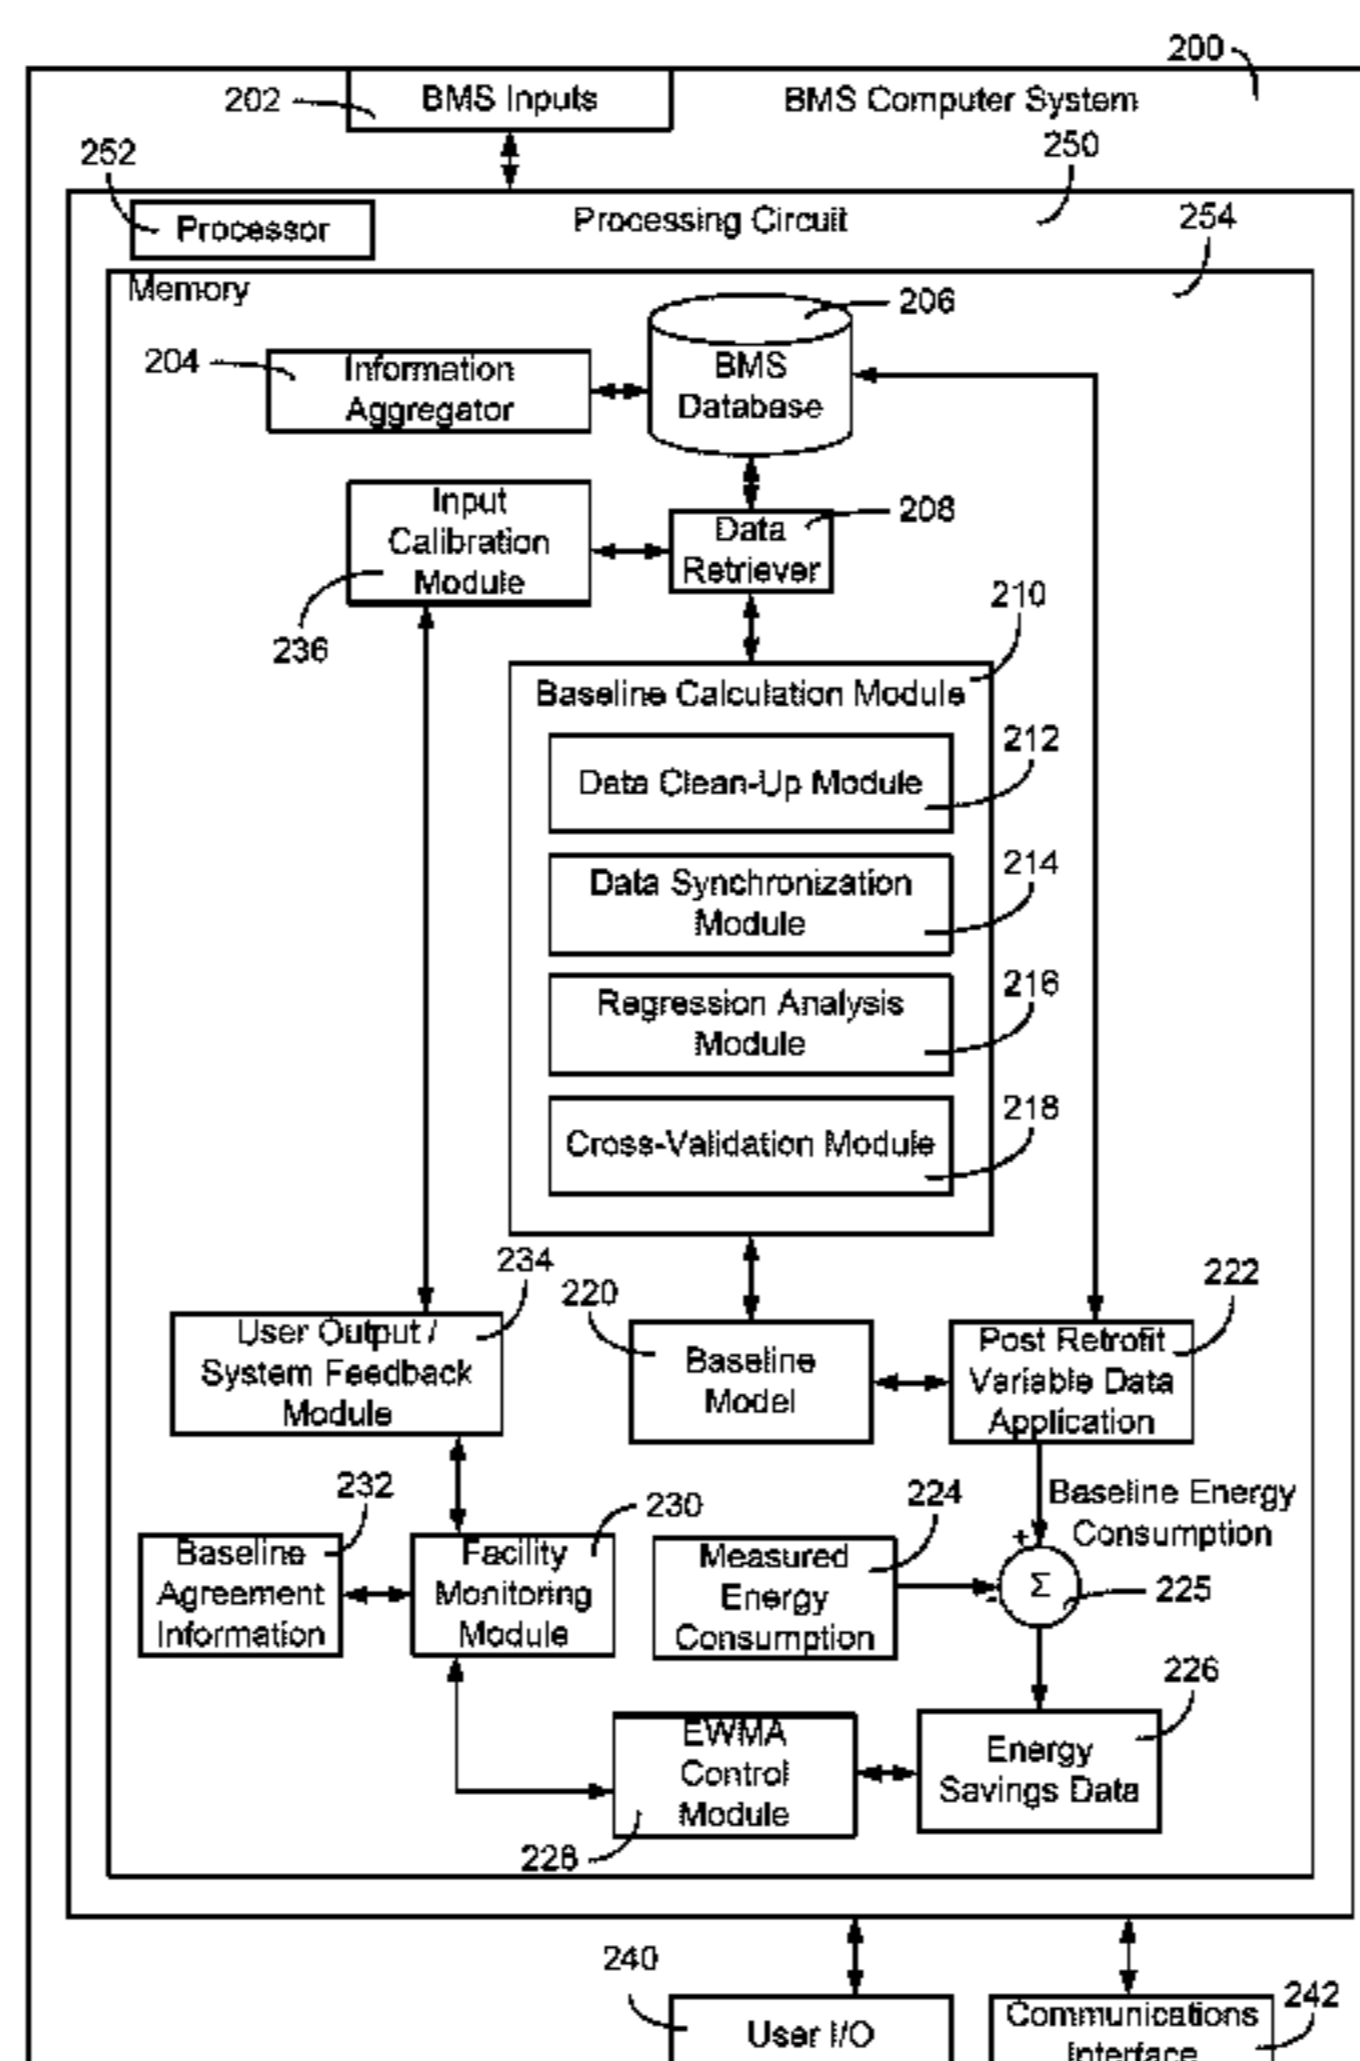 200
202
BMS Inputs
BMS Computer System
252
250
Processor
Processing Circuit
254
Memory
206
204
Information
Aggregator
BMS
Database
Input
Calibration
Module
236
Data
Retriever
208
210
Baseline Calculation Module
212
Data Clean-Up Module
214
Data Synchronization
Module
216
Regression Analysis
Module
218
Cross-Validation Module
234
User Output /
System Feedback
Module
220
Baseline
Model
222
Post Retrofit
Variable Data
Application
232
Baseline
Agreement
Information
230
Facility
Monitoring
Module
224
Measured
Energy
Consumption
Baseline Energy
Consumption
+
-
Σ
225
226
EWMA
Control
Module
228
Energy
Savings Data
240
User I/O
242
Communications
Interface